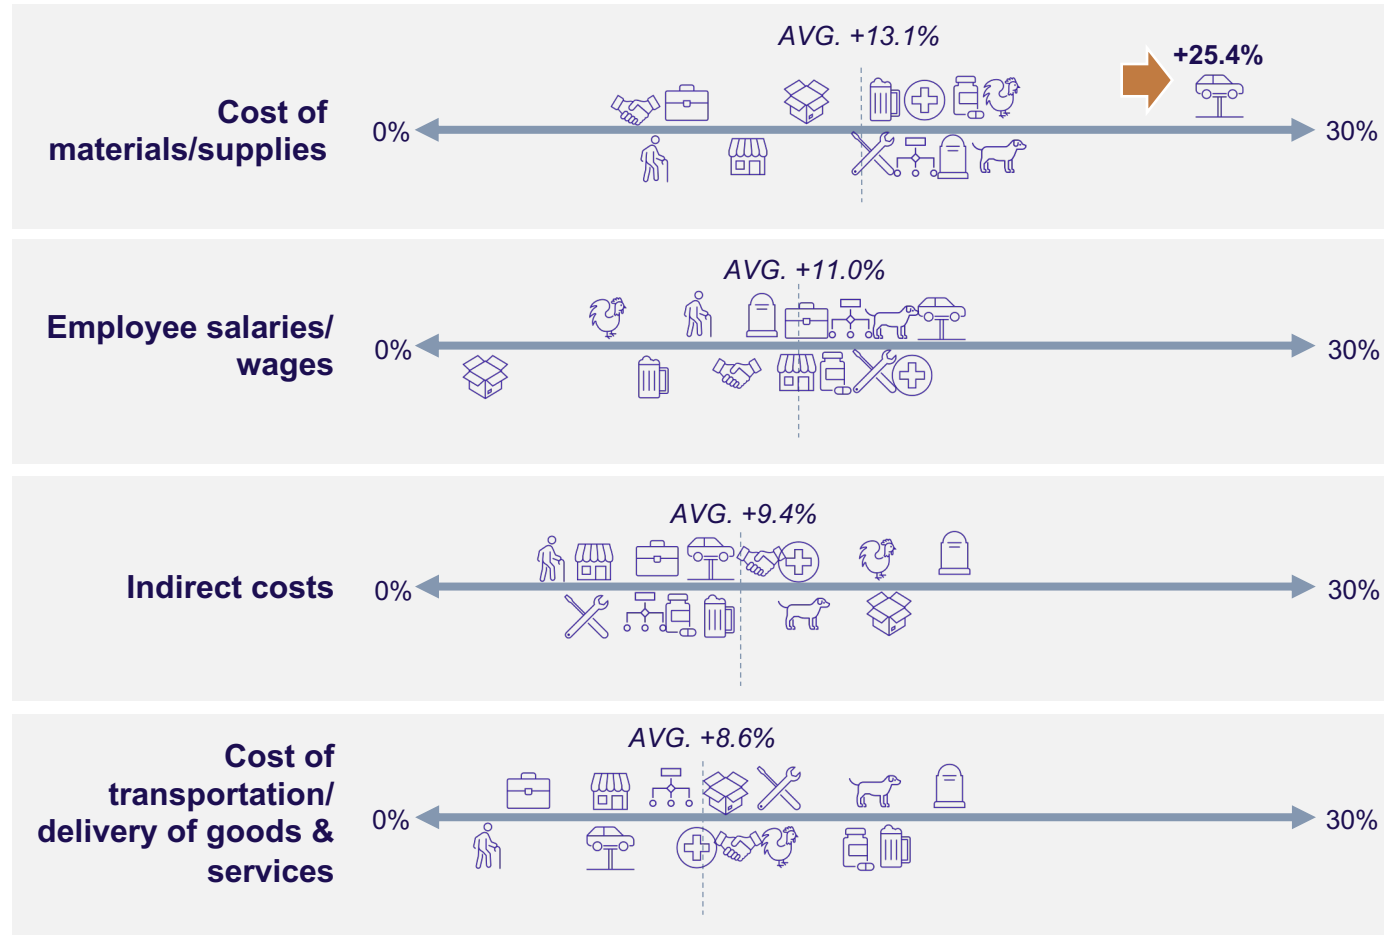 AVG. +13.1%
+25.4%
Cost of
materials/supplies
0%
30%
AVG. +11.0%
Employee salaries/
wages
0%
30%
AVG. +9.4%
Indirect costs
0%
30%
AVG. +8.6%
Cost of
transportation/
delivery of goods &
services
0%
30%